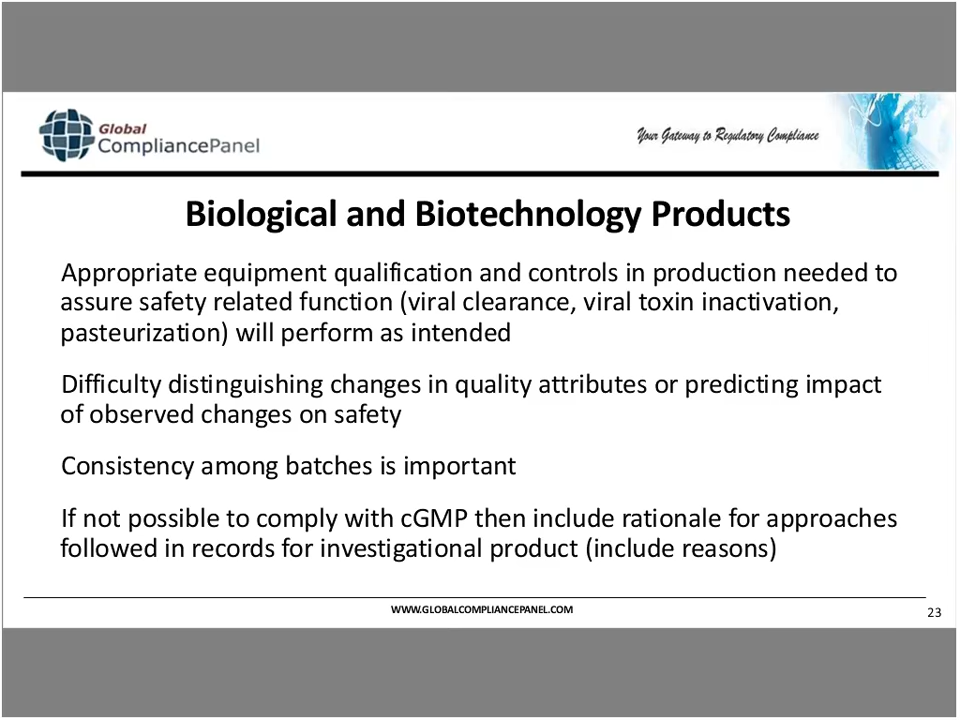 Global
CompliancePanel
Your Gateway to Regulatory Compliance
Biological and Biotechnology Products
Appropriate equipment qualification and controls in production needed to
assure safety related function (viral clearance, viral toxin inactivation,
pasteurization) will perform as intended
Difficulty distinguishing changes in quality attributes or predicting impact
of observed changes on safety
Consistency among batches is important
If not possible to comply with cGMP then include rationale for approaches
followed in records for investigational product (include reasons)
WWW.GLOBALCOMPLIANCEPANEL.COM
23